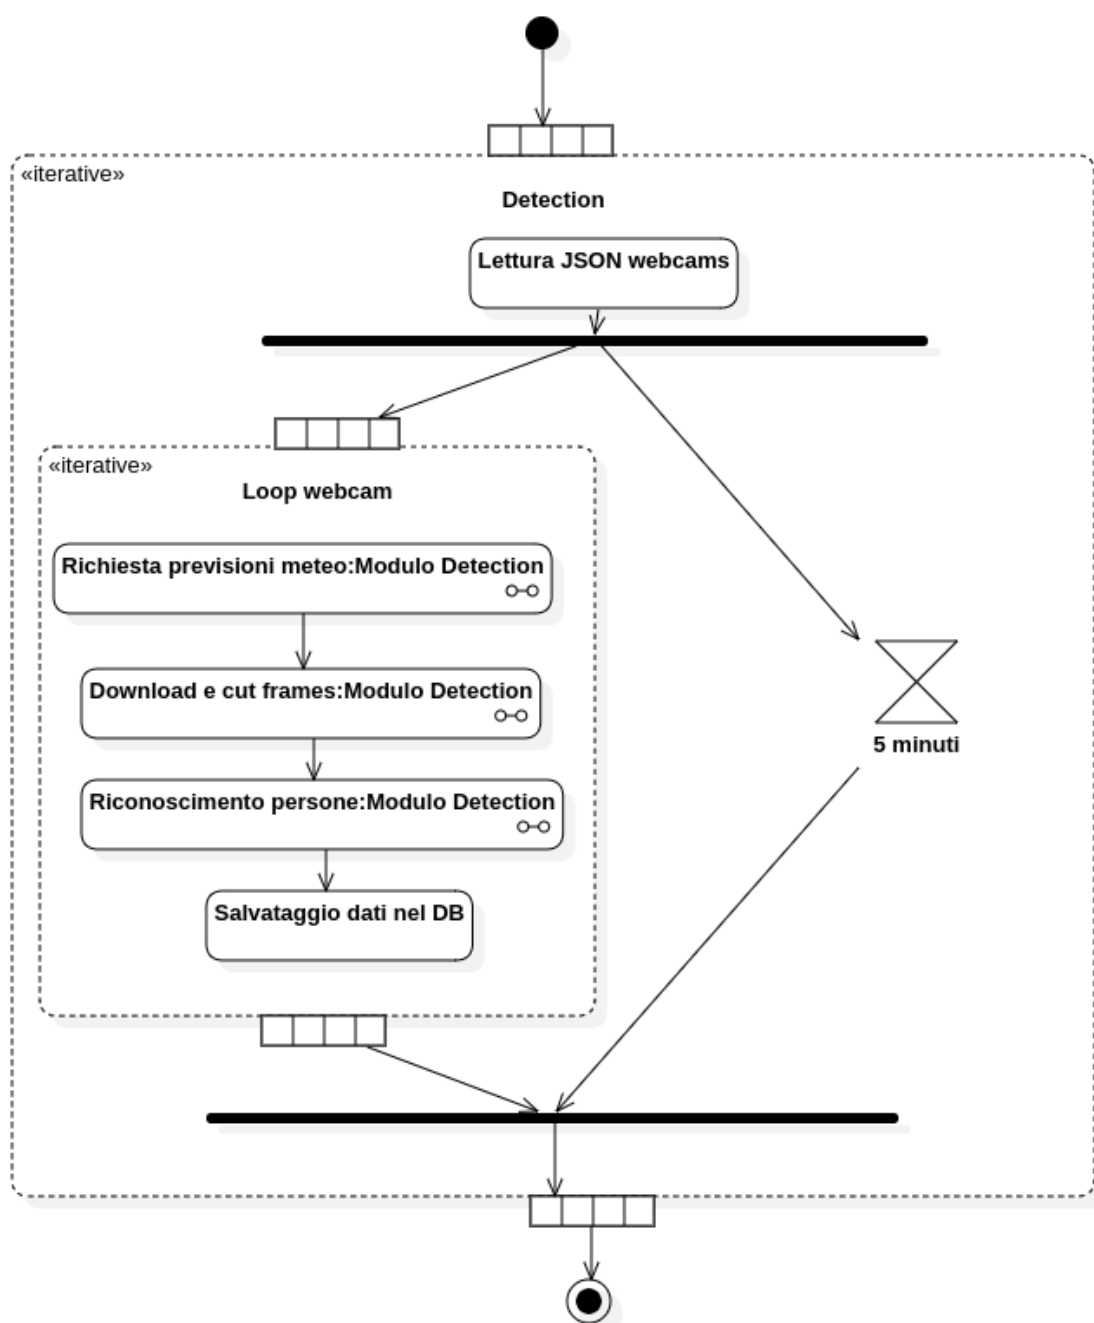 «iterative»
Detection
Lettura JSON webcams
«iterative»
Loop webcam
Richiesta previsioni meteo:Modulo Detection
Download e cut frames:Modulo Detection
Riconoscimento persone:Modulo Detection
Salvataggio dati nel DB
5 minuti